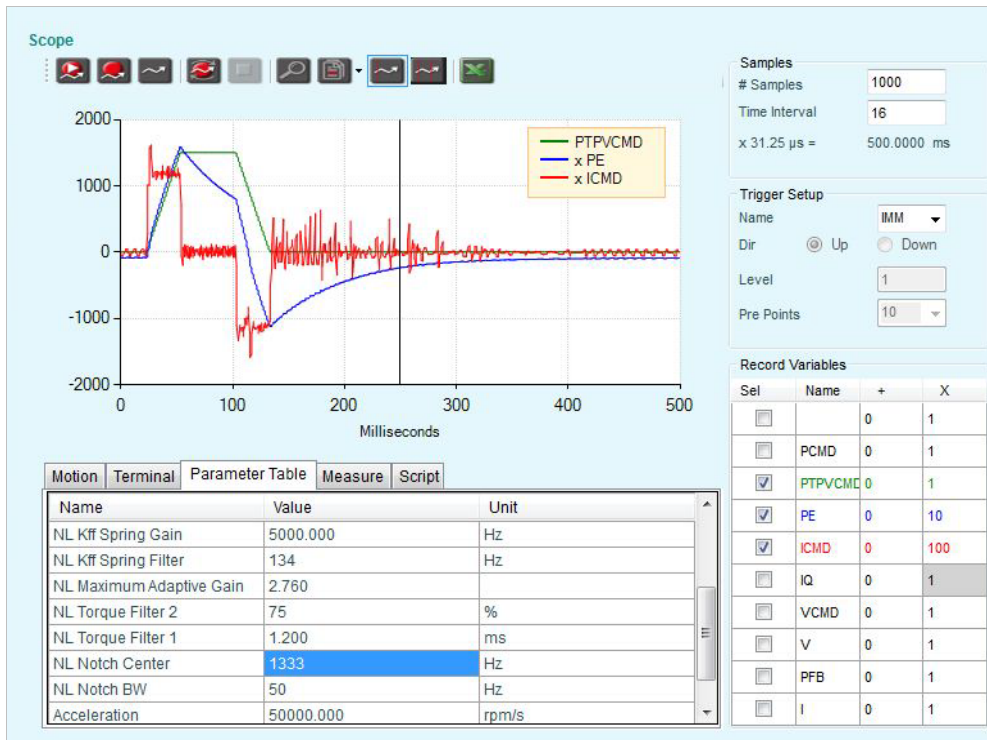 Scope
2000
1000
0
-1000
-2000
PTPVCMD
x PE
x ICMD
0 100 200 300 400 500
Milliseconds
Motion Terminal Parameter Table Measure Script
Name Value Unit
NL Kff Spring Gain 5000.000 Hz
NL Kff Spring Filter 134 Hz
NL Maximum Adaptive Gain 2.760
NL Torque Filter 2 75 %
NL Torque Filter 1 1.200 ms
NL Notch Center 1333 Hz
NL Notch BW 50 Hz
Acceleration 50000.000 rpm/s
Samples
# Samples 1000
Time Interval 16
x 31.25 µs = 500.0000 ms
Trigger Setup
Name IMM
Dir Up Down
Level 1
Pre Points 10
Record Variables
Sel Name + X
0 1
PCMD 0 1
PTPVCMD 0 1
PE 0 10
ICMD 0 100
IQ 0 1
VCMD 0 1
V 0 1
PFB 0 1
I 0 1